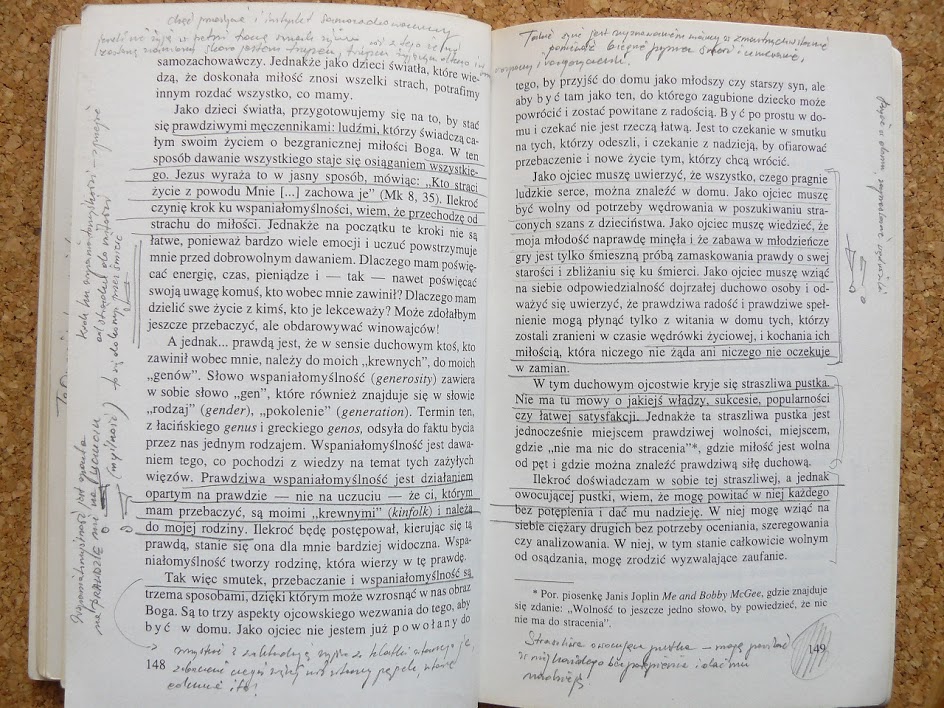 samozachowawczy. Jednakże jako dzieci światła, które wie-
dzą, że doskonała miłość znosi wszelki strach, potrafimy
innym rozdać wszystko, co mamy.
Jako dzieci światła, przygotowujemy się na to, by stać
się prawdziwymi męczennikami: ludźmi, którzy świadczą ca-
łym swoim życiem o bezgranicznej miłości Boga. W ten
sposób dawanie wszystkiego staje się osiąganiem wszystkie-
go. Jezus wyraża to w jasny sposób, mówiąc: „Kto straci
życie z powodu Mnie [...] zachowa je” (Mk 8, 35). Ilekroć
czynię krok ku wspaniałomyślności, wiem, że przechodzę od
strachu do miłości. Jednakże na początku te kroki nie są
łatwe, ponieważ bardzo wiele emocji i uczuć powstrzymuje
mnie przed dobrowolnym dawaniem. Dlaczego mam poświę-
cać energię, czas, pieniądze i — tak — nawet poświęcać
swoją uwagę komuś, kto wobec mnie zawinił? Dlaczego mam
dzielić swe życie z kimś, kto je lekceważy? Może zdołałbym
jeszcze przebaczyć, ale obdarowywać winowajców!
A jednak... prawdą jest, że w sensie duchowym ktoś, kto
zawinił wobec mnie, należy do moich „krewnych”, do moich
„genów”. Słowo wspaniałomyślność (generosity) zawiera
w sobie słowo „gen”, które również znajduje się w słowie
„rodzaj” (gender), „pokolenie” (generation). Termin ten,
z łacińskiego genus i greckiego genos, odsyła do faktu bycia
przez nas jednym rodzajem. Wspaniałomyślność jest dawa-
niem tego, co pochodzi z wiedzy na temat tych zażyłych
więzów. Prawdziwa wspaniałomyślność jest działaniem
opartym na prawdzie — nie na uczuciu — że ci, którym
mam przebaczyć, są moimi „krewnymi” (kinfolk) i należą
do mojej rodziny. Ilekroć będę postępował, kierując się tą
prawdą, stanie się ona dla mnie bardziej widoczna. Wspa-
niałomyślność tworzy rodzinę, która wierzy w tę prawdę.
Tak więc smutek, przebaczanie i wspaniałomyślność są
trzema sposobami, dzięki którym może wzrosnąć w nas obraz
Boga. Są to trzy aspekty ojcowskiego wezwania do tego, aby
być w domu. Jako ojciec nie jestem już powołany do
148
tego, by przyjść do domu jako młodszy czy starszy syn, ale
aby być tam jako ten, do którego zagubione dziecko może
powrócić i zostać powitane z radością. Być po prostu w do-
mu i czekać nie jest rzeczą łatwą. Jest to czekanie w smutku
na tych, którzy odeszli, i czekanie z nadzieją, by ofiarować
przebaczenie i nowe życie tym, którzy chcą wrócić.
Jako ojciec muszę uwierzyć, że wszystko, czego pragnie
ludzkie serce, można znaleźć w domu. Jako ojciec muszę
być wolny od potrzeby wędrowania w poszukiwaniu stra-
conych szans z dzieciństwa. Jako ojciec muszę wiedzieć, że
moja młodość naprawdę minęła i że zabawa w młodzieńcze
gry jest tylko śmieszną próbą zamaskowania prawdy o swej
starości i zbliżaniu się ku śmierci. Jako ojciec muszę wziąć
na siebie odpowiedzialność dojrzałej duchowo osoby i od-
ważyć się uwierzyć, że prawdziwa radość i prawdziwe speł-
nienie mogą płynąć tylko z witania w domu tych, którzy
zostali zranieni w czasie wędrówki życiowej, i kochania ich
miłością, która niczego nie żąda ani niczego nie oczekuje
w zamian.
W tym duchowym ojcostwie kryje się straszliwa pustka.
Nie ma tu mowy o jakiejś władzy, sukcesie, popularności
czy łatwej satysfakcji. Jednakże ta straszliwa pustka jest
jednocześnie miejscem prawdziwej wolności, miejscem,
gdzie „nie ma nic do stracenia”*, gdzie miłość jest wolna
od pęt i gdzie można znaleźć prawdziwą siłę duchową.
Ilekroć doświadczam w sobie tej straszliwej, a jednak
owocującej pustki, wiem, że mogę powitać w niej każdego
bez potępienia i dać mu nadzieję. W niej mogę wziąć na
siebie ciężary drugich bez potrzeby oceniania, szeregowania
czy analizowania. W niej, w tym stanie całkowicie wolnym
od osądzania, mogę zrodzić wyzwalające zaufanie.
* Por. piosenkę Janis Joplin Me and Bobby McGee, gdzie znajduje
się zdanie: „Wolność to jeszcze jedno słowo, by powiedzieć, że nic
nie ma do stracenia”.
Straszliwa owocująca pustka – mogę powitać
w niej każdego bez potępienia i dać mu
nadzieję
149